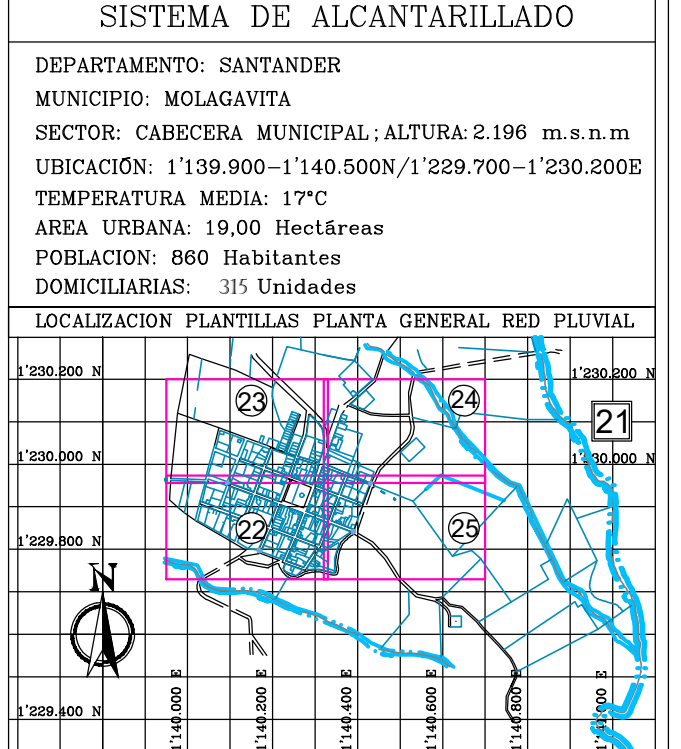 SISTEMA DE ALCANTARILLADO
DEPARTAMENTO: SANTANDER
MUNICIPIO: MOLAGAVITA
SECTOR: CABECERA MUNICIPAL; ALTURA: 2.196 m.s.n.m
UBICACIÓN: 1'139.900-1'140.500N/1'229.700-1'230.200E
TEMPERATURA MEDIA: 17°C
AREA URBANA: 19,00 Hectáreas
POBLACION: 860 Habitantes
DOMICILIARIAS: 315 Unidades
LOCALIZACION PLANTILLAS PLANTA GENERAL RED PLUVIAL
1'230.200 N 1'230.200 N
23 24
21
1'230.000 N 1'230.000 N
22 25
1'229.800 N
N
1'229.400 N
1'140.000 E
1'140.200 E
1'140.400 E
1'140.600 E
1'140.800 E